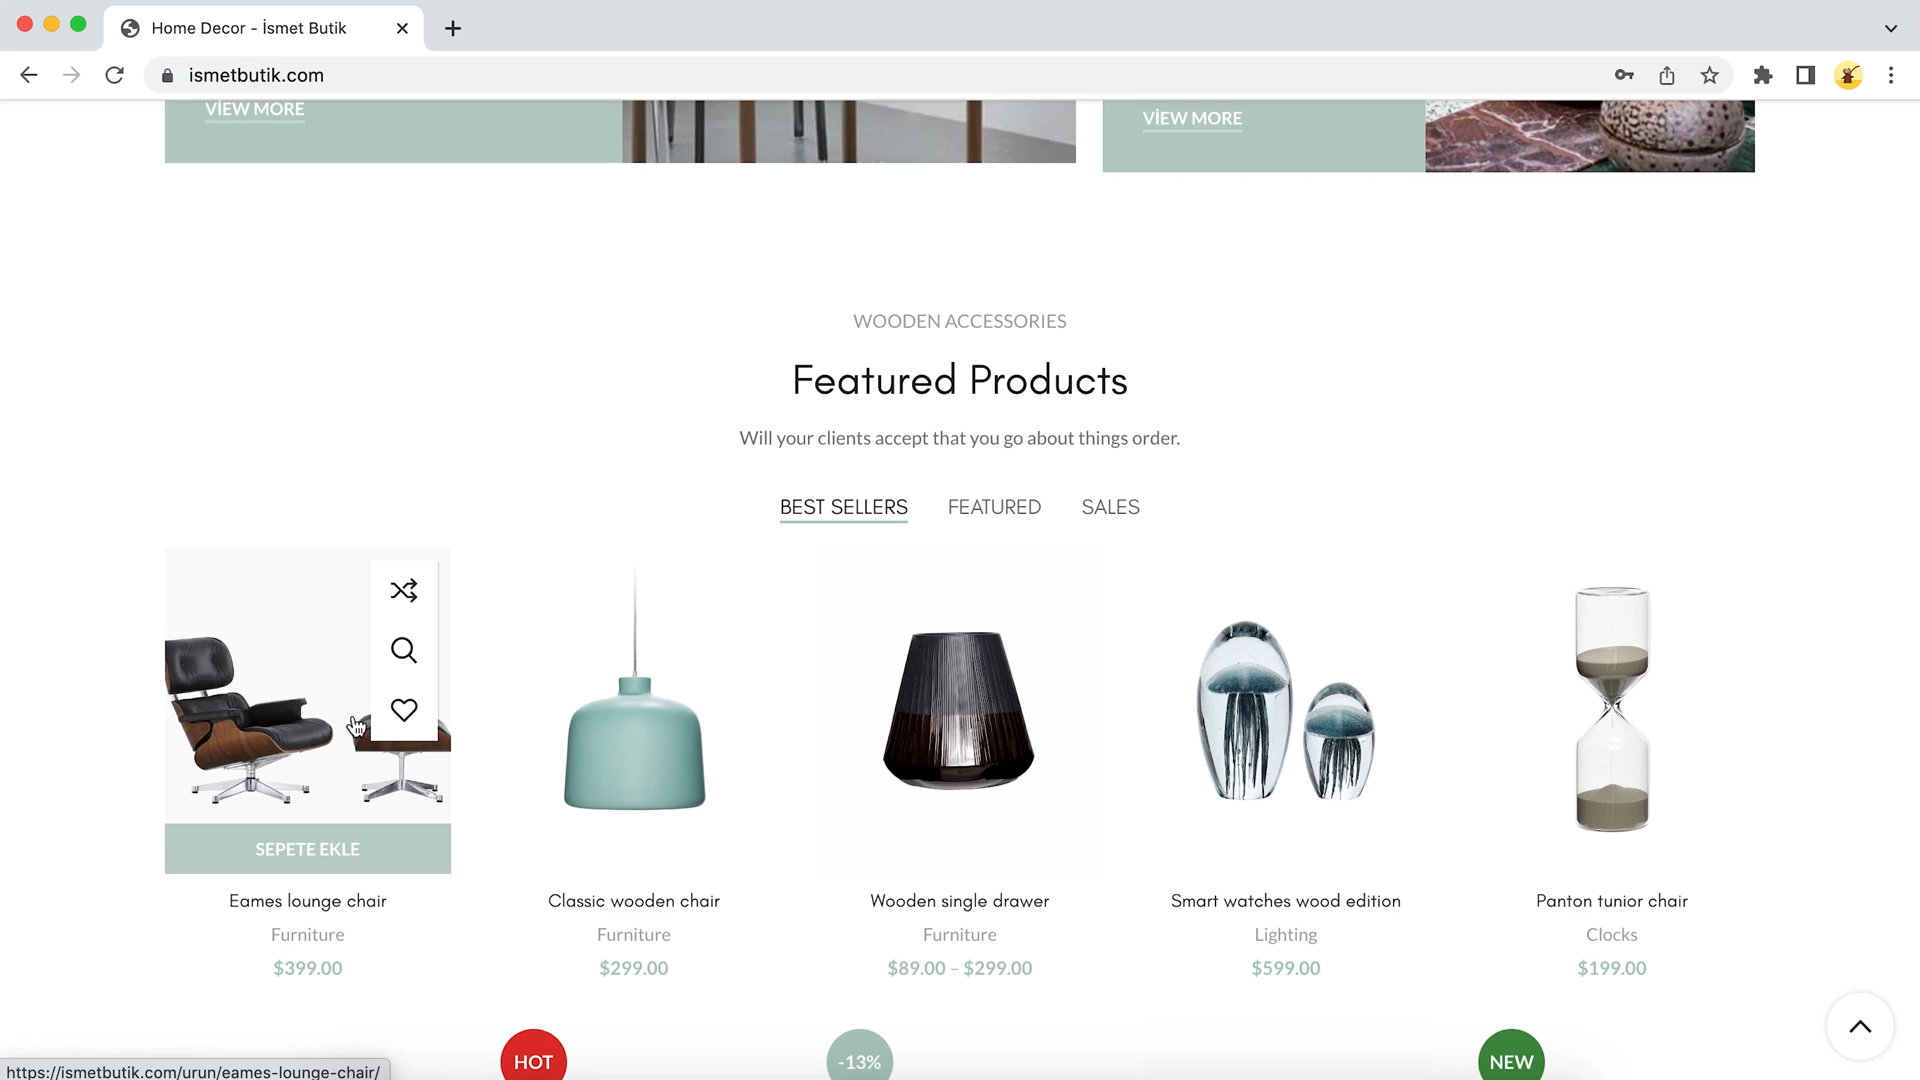 Home Decor - İsmet Butik
ismetbutik.com
VİEW MORE
VİEW MORE
WOODEN ACCESSORIES
Featured Products
Will your clients accept that you go about things order.
BEST SELLERS FEATURED SALES
SEPETE EKLE
Eames lounge chair
Furniture
$399.00
Classic wooden chair
Furniture
$299.00
Wooden single drawer
Furniture
$89.00 – $299.00
Smart watches wood edition
Lighting
$599.00
Panton tunior chair
Clocks
$199.00
HOT
-13%
NEW
https://ismetbutik.com/urun/eames-lounge-chair/